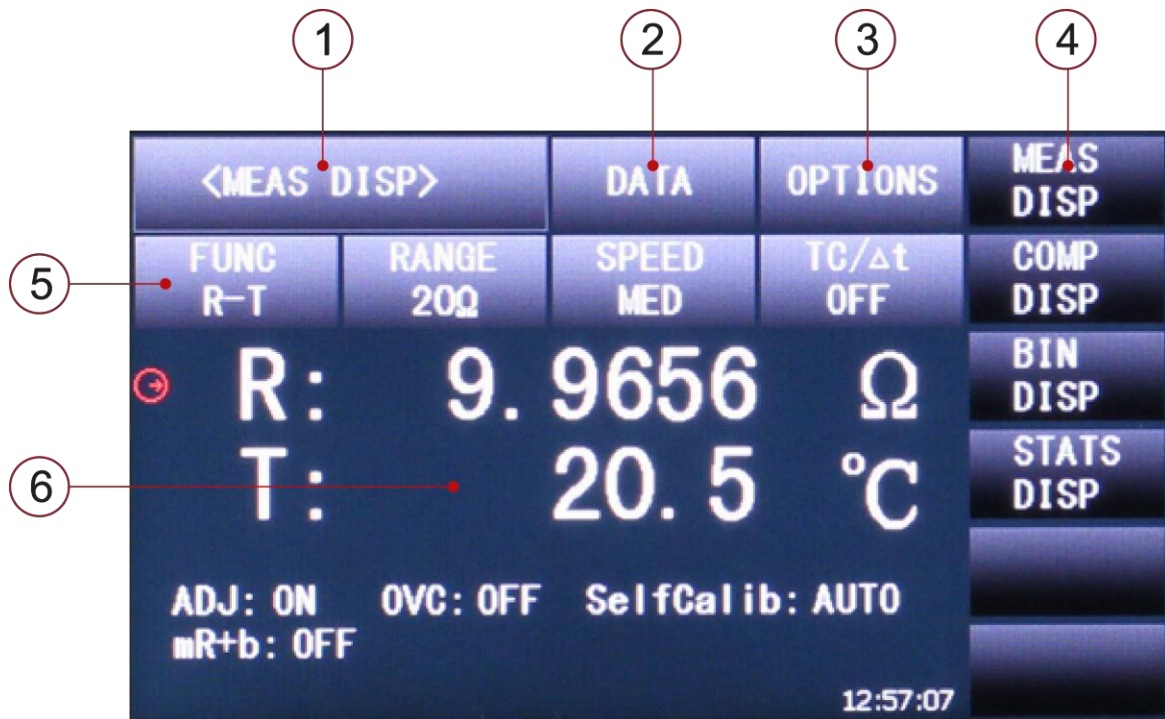 1
2
3
4
<MEAS DISP>
DATA
OPTIONS
MEAS
DISP
5
FUNC
R-T
RANGE
20Ω
SPEED
MED
TC/Δt
OFF
COMP
DISP
R: 9.9656 Ω
BIN
DISP
6
T: 20.5 ℃
STATS
DISP
ADJ: ON OVC: OFF SelfCalib: AUTO
mR+b: OFF
12:57:07